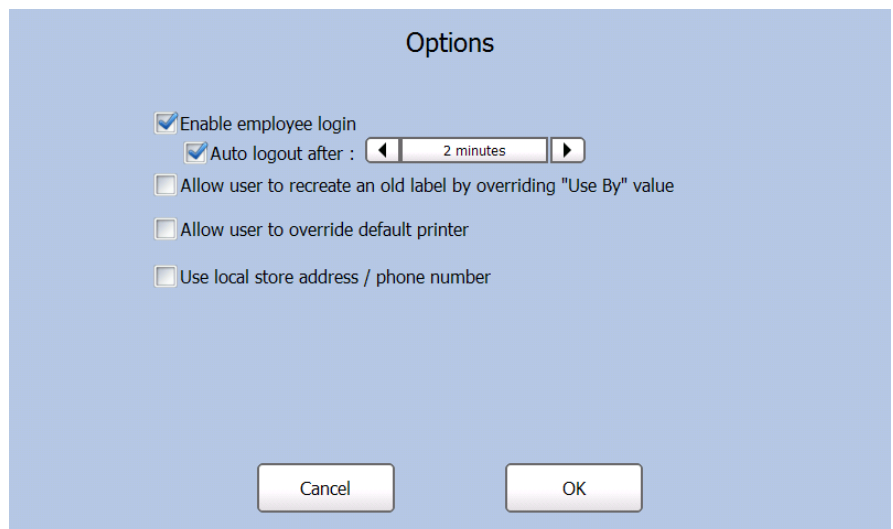 Options
Enable employee login
Auto logout after : 2 minutes
Allow user to recreate an old label by overriding "Use By" value
Allow user to override default printer
Use local store address / phone number
Cancel OK